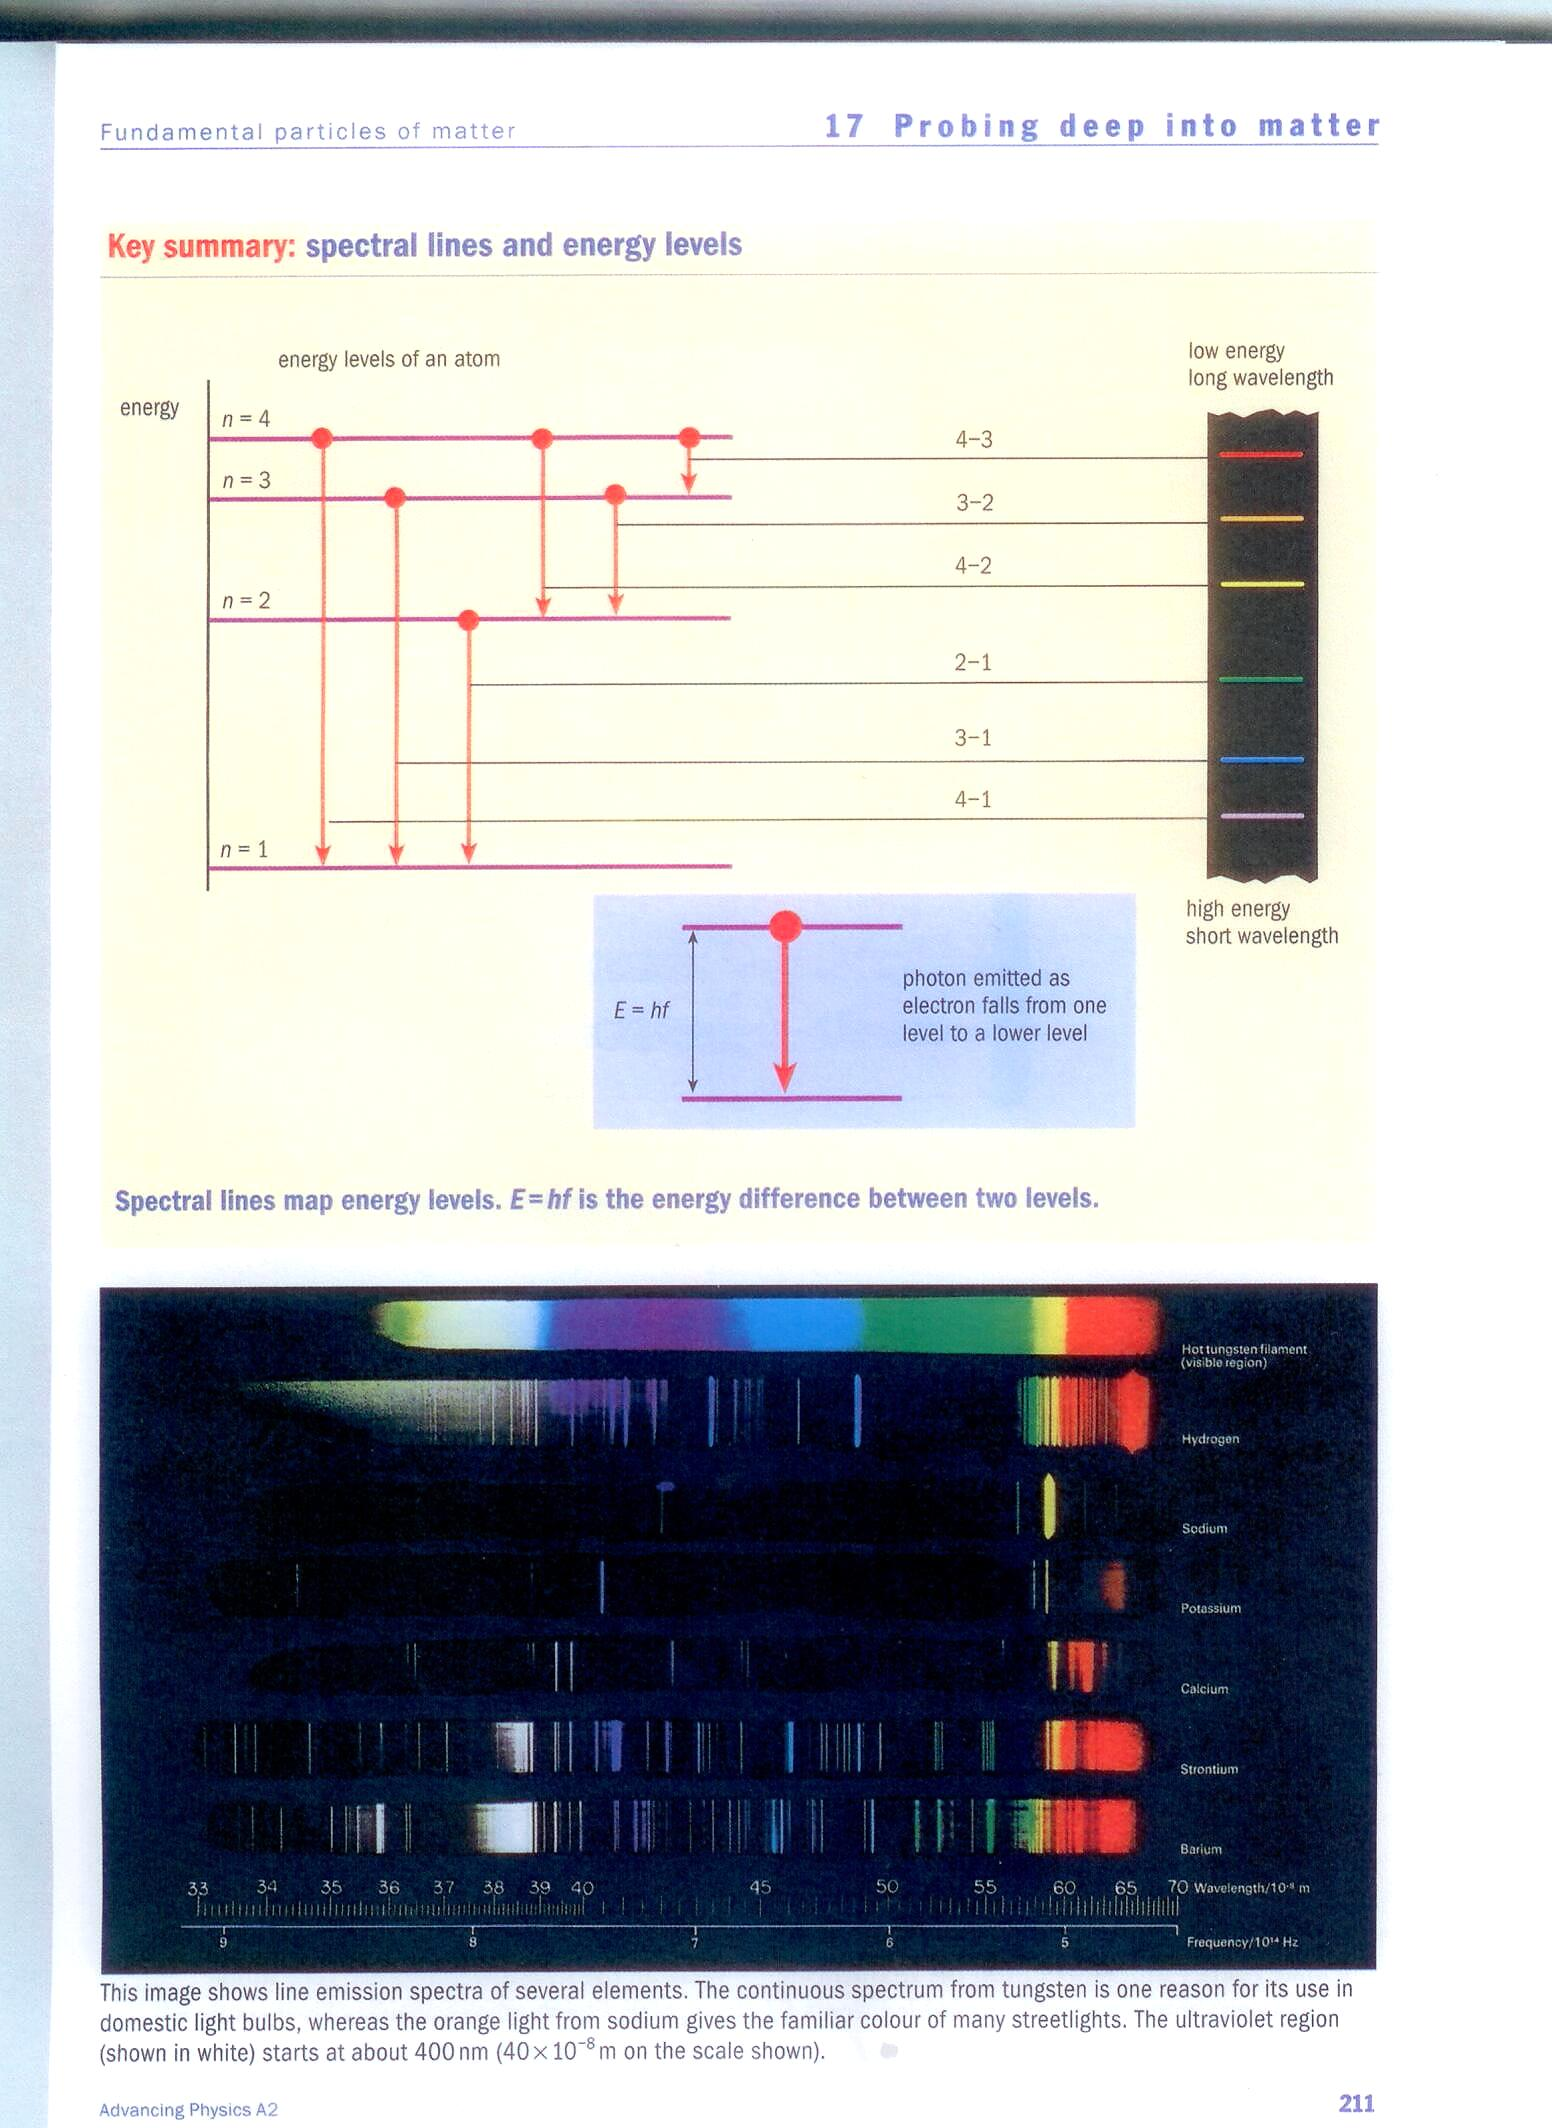 Fundamental particles of matter
17 Probing deep into matter
Key summary: spectral lines and energy levels
energy levels of an atom
low energy
long wavelength
energy
n = 4
4–3
n = 3
3–2
4–2
n = 2
2–1
3–1
4–1
n = 1
high energy
short wavelength
E = hf
photon emitted as
electron falls from one
level to a lower level
Spectral lines map energy levels. E = hf is the energy difference between two levels.
Hot tungsten filament
(visible region)
Hydrogen
Sodium
Potassium
Calcium
Strontium
Barium
33 34 35 36 37 38 39 40 45 50 55 60 65 70 Wavelength/10⁻⁸ m
9 8 7 6 5 Frequency/10¹⁴ Hz
This image shows line emission spectra of several elements. The continuous spectrum from tungsten is one reason for its use in
domestic light bulbs, whereas the orange light from sodium gives the familiar colour of many streetlights. The ultraviolet region
(shown in white) starts at about 400 nm (40 × 10⁻⁸ m on the scale shown).
Advancing Physics A2
211